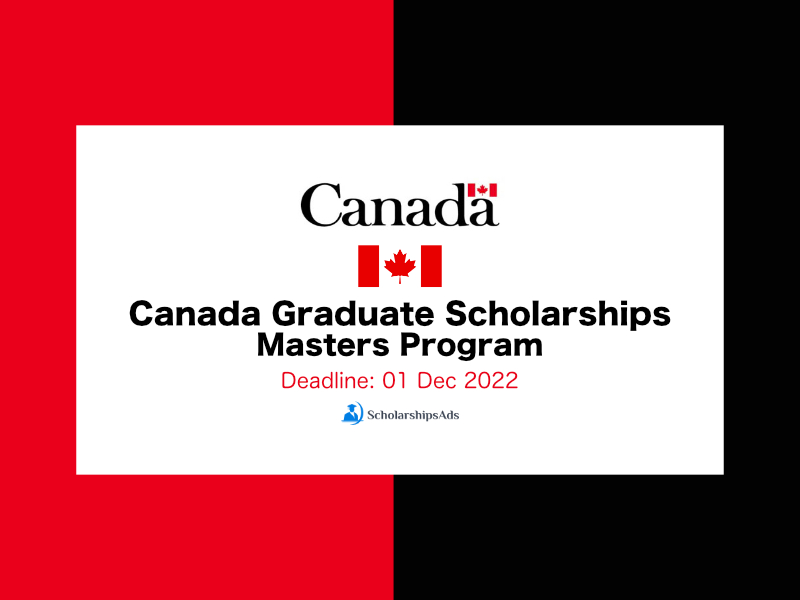 Canada
Canada Graduate Scholarships
Masters Program
Deadline: 01 Dec 2022
ScholarshipsAds